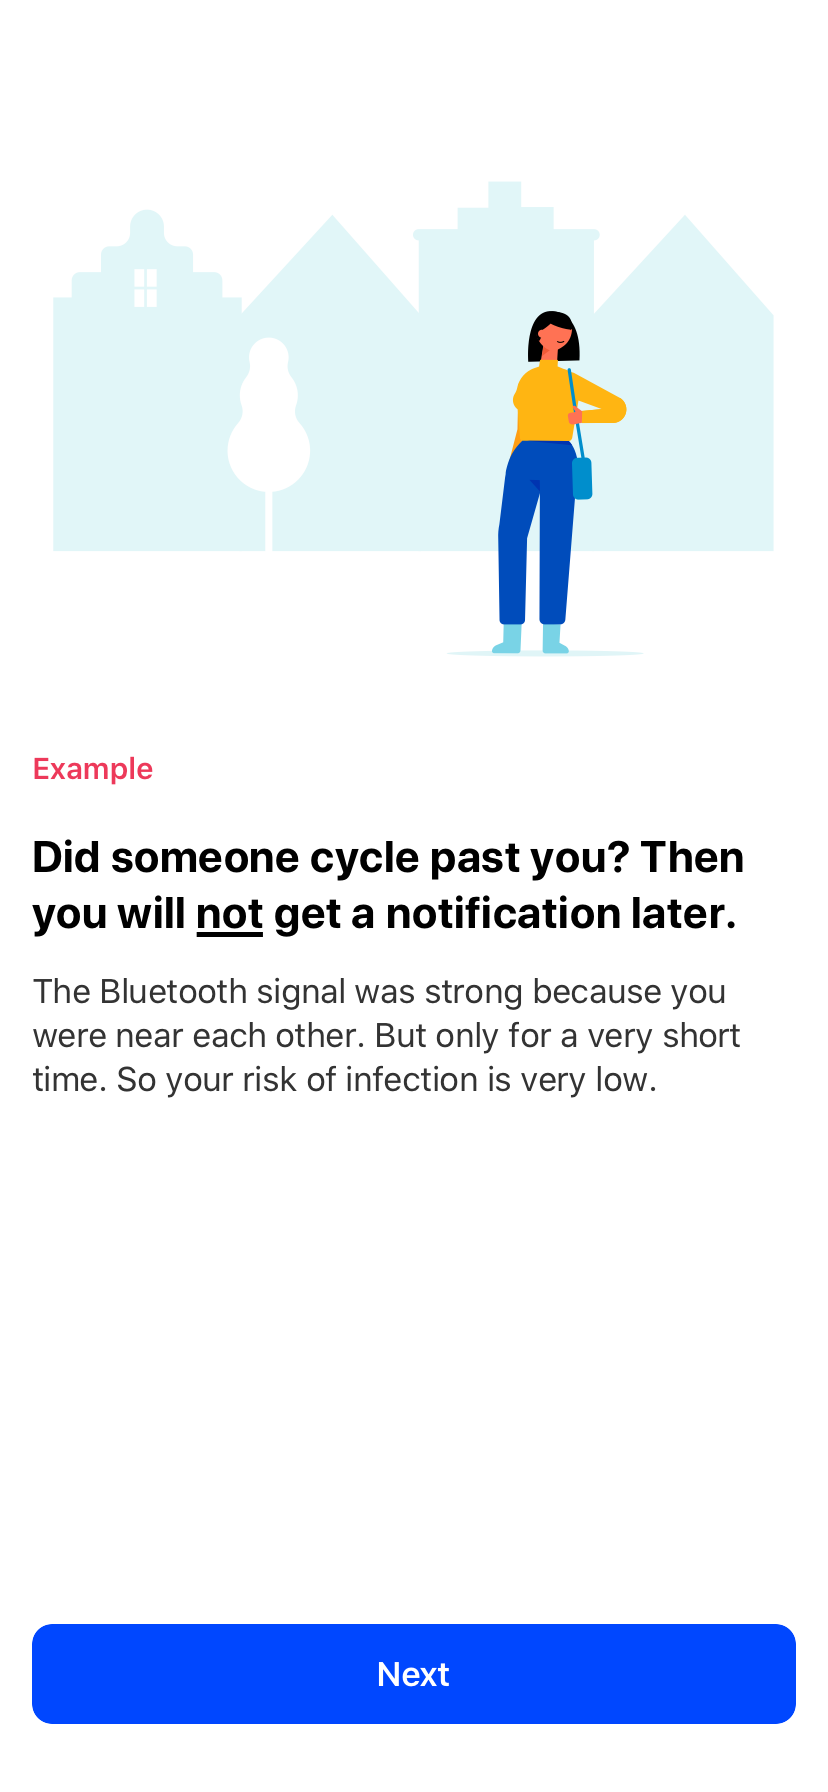 Example
Did someone cycle past you? Then
you will not get a notification later.
The Bluetooth signal was strong because you
were near each other. But only for a very short
time. So your risk of infection is very low.
Next